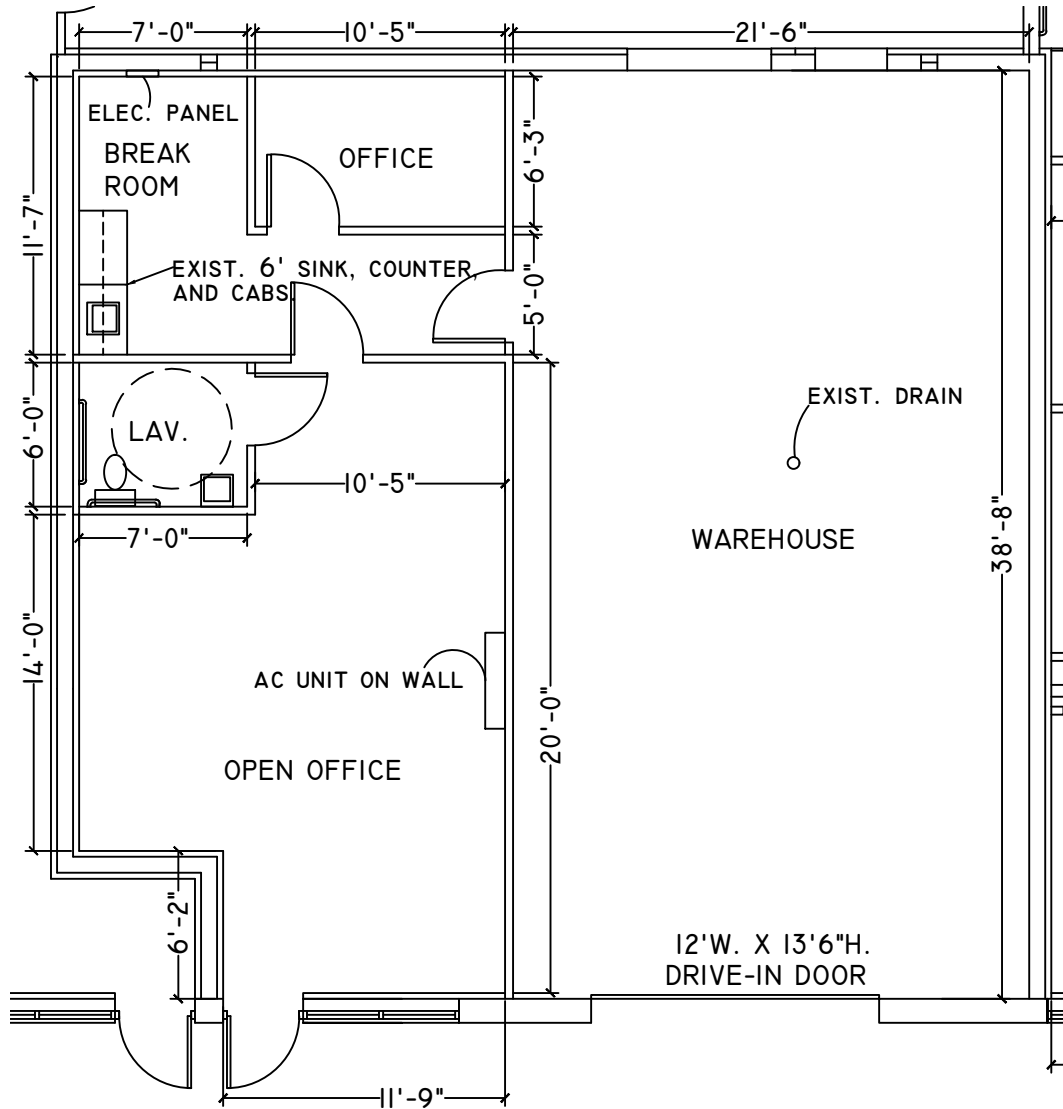 7'-0"
10'-5"
21'-6"
ELEC. PANEL
BREAK
ROOM
OFFICE
6'-3"
11'-7"
EXIST. 6' SINK, COUNTER,
AND CABS.
5'-0"
6'-0"
LAV.
EXIST. DRAIN
10'-5"
7'-0"
WAREHOUSE
38'-8"
14'-0"
AC UNIT ON WALL
20'-0"
OPEN OFFICE
6'-2"
12'W. X 13'6"H.
DRIVE-IN DOOR
11'-9"